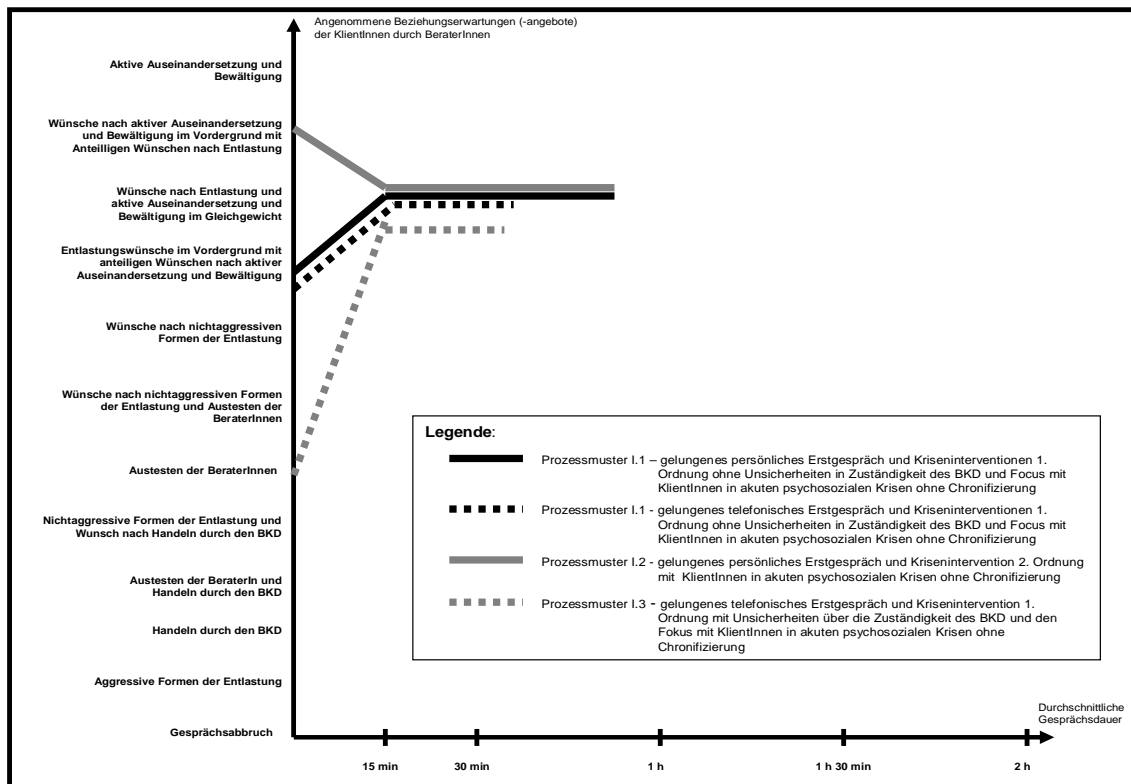 Angenommene Beziehungserwartungen (-angebote)
der KlientInnen durch BeraterInnen
Aktive Auseinandersetzung und
Bewältigung
Wünsche nach aktiver Auseinandersetzung
und Bewältigung im Vordergrund mit
Anteiligen Wünschen nach Entlastung
Wünsche nach Entlastung und
aktive Auseinandersetzung und
Bewältigung im Gleichgewicht
Entlastungswünsche im Vordergrund mit
anteiligen Wünschen nach aktiver
Auseinandersetzung und Bewältigung
Wünsche nach nichtaggressiven
Formen der Entlastung
Wünsche nach nichtaggressiven Formen
der Entlastung und Austesten der
BeraterInnen
Austesten der BeraterInnen
Nichtaggressive Formen der Entlastung und
Wunsch nach Handeln durch den BKD
Austesten der BeraterIn und
Handeln durch den BKD
Handeln durch den BKD
Aggressive Formen der Entlastung
Gesprächsabbruch
Legende:
Prozessmuster I.1 – gelungenes persönliches Erstgespräch und Kriseninterventionen 1.
Ordnung ohne Unsicherheiten in Zuständigkeit des BKD und Focus mit
KlientInnen in akuten psychosozialen Krisen ohne Chronifizierung
Prozessmuster I.1 - gelungenes telefonisches Erstgespräch und Kriseninterventionen 1.
Ordnung ohne Unsicherheiten in Zuständigkeit des BKD und Focus mit
KlientInnen in akuten psychosozialen Krisen ohne Chronifizierung
Prozessmuster I.2 - gelungenes persönliches Erstgespräch und Krisenintervention 2. Ordnung
mit KlientInnen in akuten psychosozialen Krisen ohne Chronifizierung
Prozessmuster I.3 - gelungenes telefonisches Erstgespräch und Krisenintervention 1.
Ordnung mit Unsicherheiten über die Zuständigkeit des BKD und den
Fokus mit KlientInnen in akuten psychosozialen Krisen ohne
Chronifizierung
Durchschnittliche
Gesprächsdauer
15 min 30 min 1 h 1 h 30 min 2 h